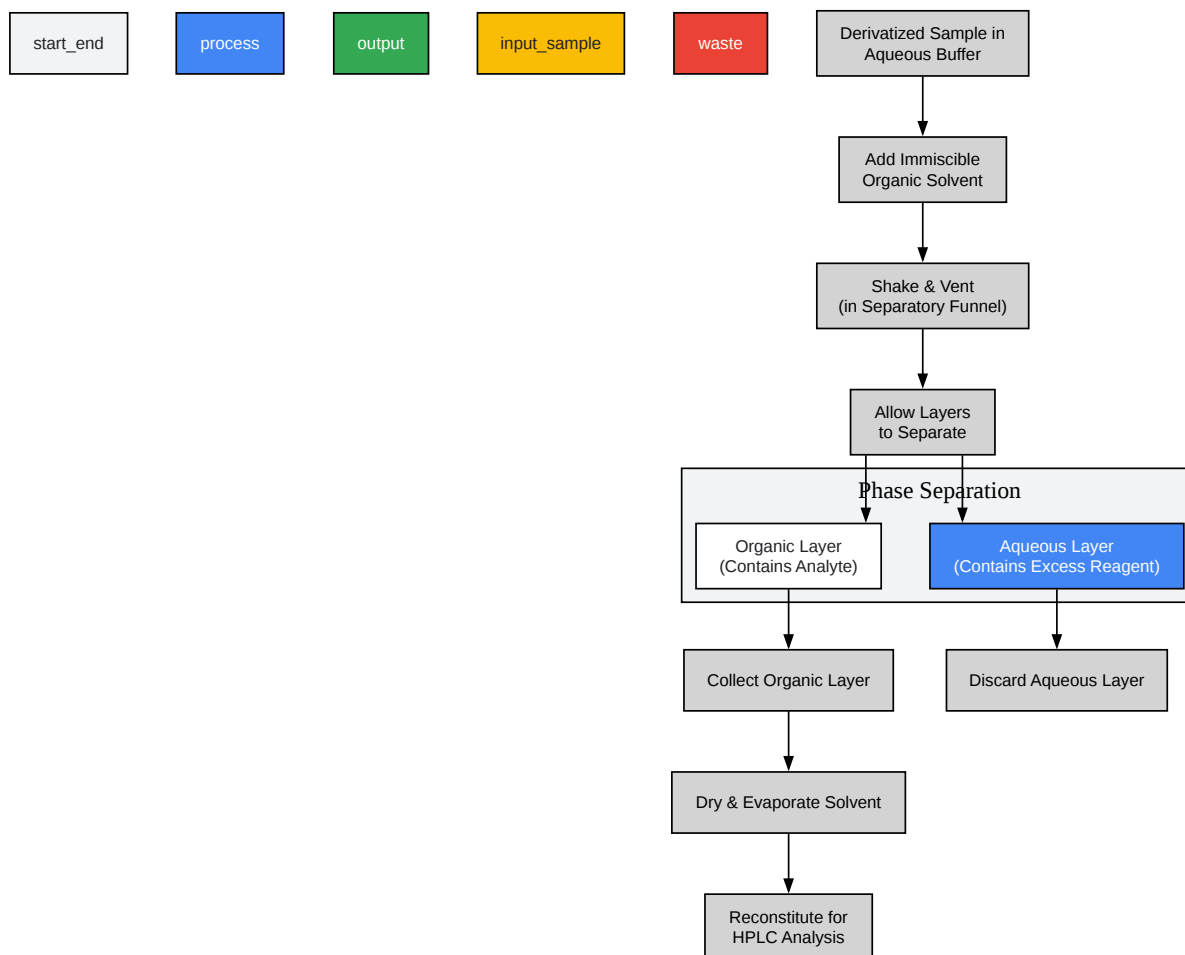 start_end
process
output
input_sample
waste
Derivatized Sample in
Aqueous Buffer
Add Immiscible
Organic Solvent
Shake & Vent
(in Separatory Funnel)
Allow Layers
to Separate
Phase Separation
Organic Layer
(Contains Analyte)
Aqueous Layer
(Contains Excess Reagent)
Collect Organic Layer
Discard Aqueous Layer
Dry & Evaporate Solvent
Reconstitute for
HPLC Analysis